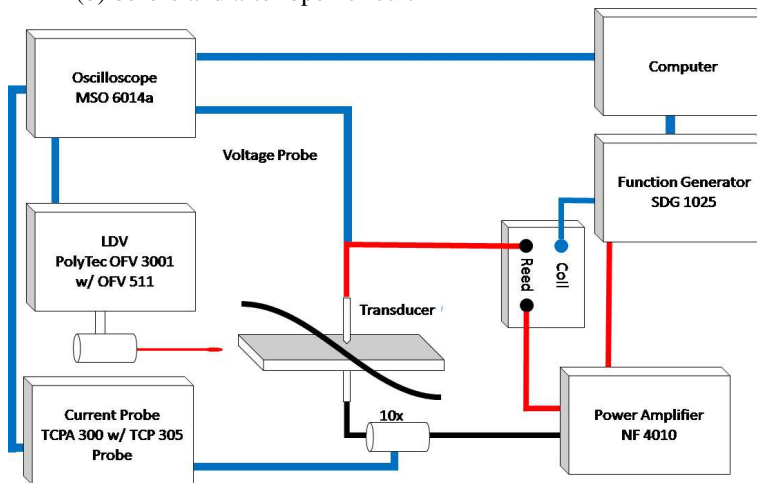 Oscilloscope
MSO 6014a
Computer
Voltage Probe
Function Generator
SDG 1025
LDV
PolyTec OFV 3001
w/ OFV 511
Reed
Coil
Transducer
Current Probe
TCPA 300 w/ TCP 305
Probe
10x
Power Amplifier
NF 4010